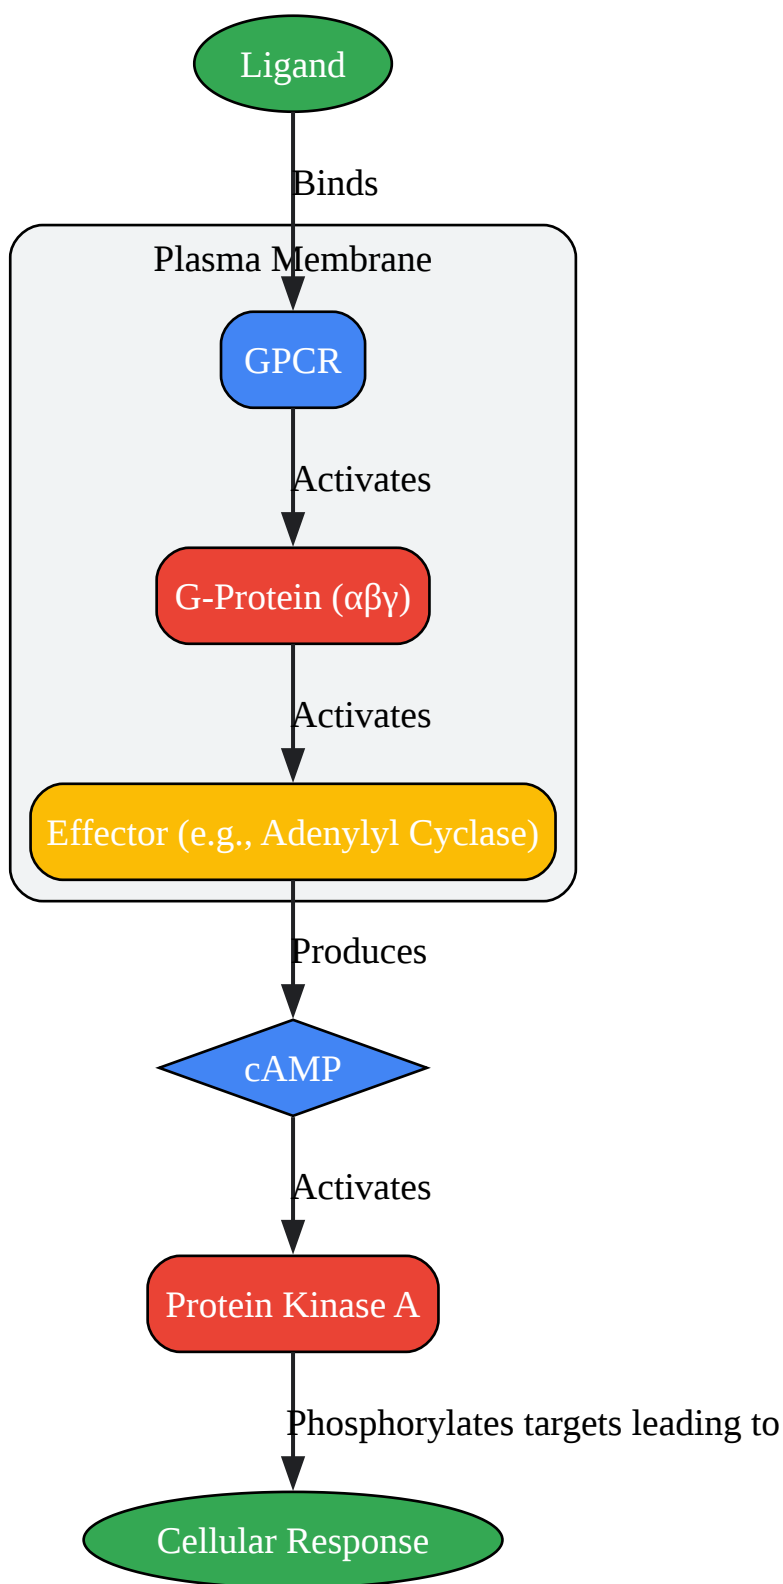 Ligand
Binds
Plasma Membrane
GPCR
Activates
G-Protein (αβγ)
Activates
Effector (e.g., Adenylyl Cyclase)
Produces
cAMP
Activates
Protein Kinase A
Phosphorylates targets leading to
Cellular Response